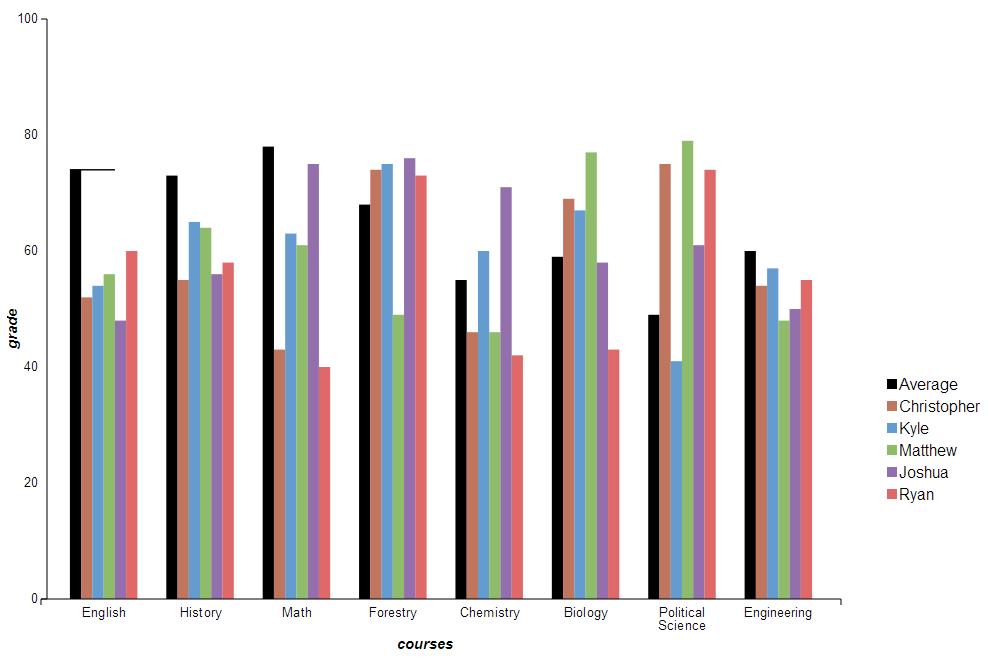 100
80
60
40
20
0
grade
English
History
Math
Forestry
Chemistry
Biology
Political
Science
Engineering
courses
Average
Christopher
Kyle
Matthew
Joshua
Ryan